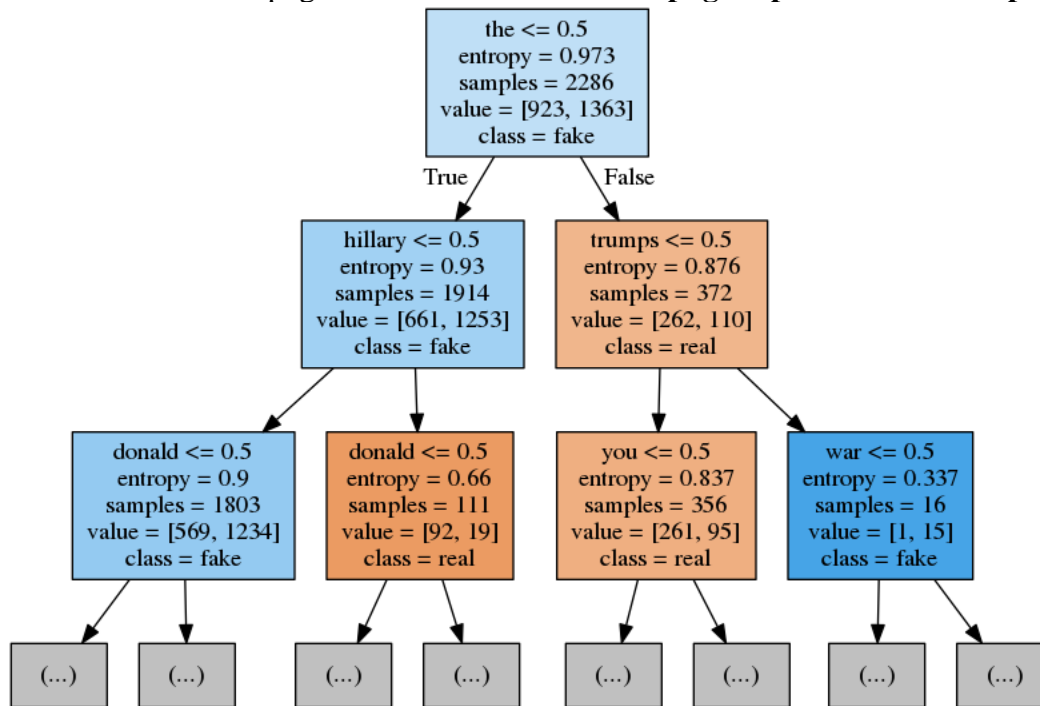 the <= 0.5
entropy = 0.973
samples = 2286
value = [923, 1363]
class = fake
True
False
hillary <= 0.5
entropy = 0.93
samples = 1914
value = [661, 1253]
class = fake
trumps <= 0.5
entropy = 0.876
samples = 372
value = [262, 110]
class = real
donald <= 0.5
entropy = 0.9
samples = 1803
value = [569, 1234]
class = fake
donald <= 0.5
entropy = 0.66
samples = 111
value = [92, 19]
class = real
you <= 0.5
entropy = 0.837
samples = 356
value = [261, 95]
class = real
war <= 0.5
entropy = 0.337
samples = 16
value = [1, 15]
class = fake
(...)
(...)
(...)
(...)
(...)
(...)
(...)
(...)